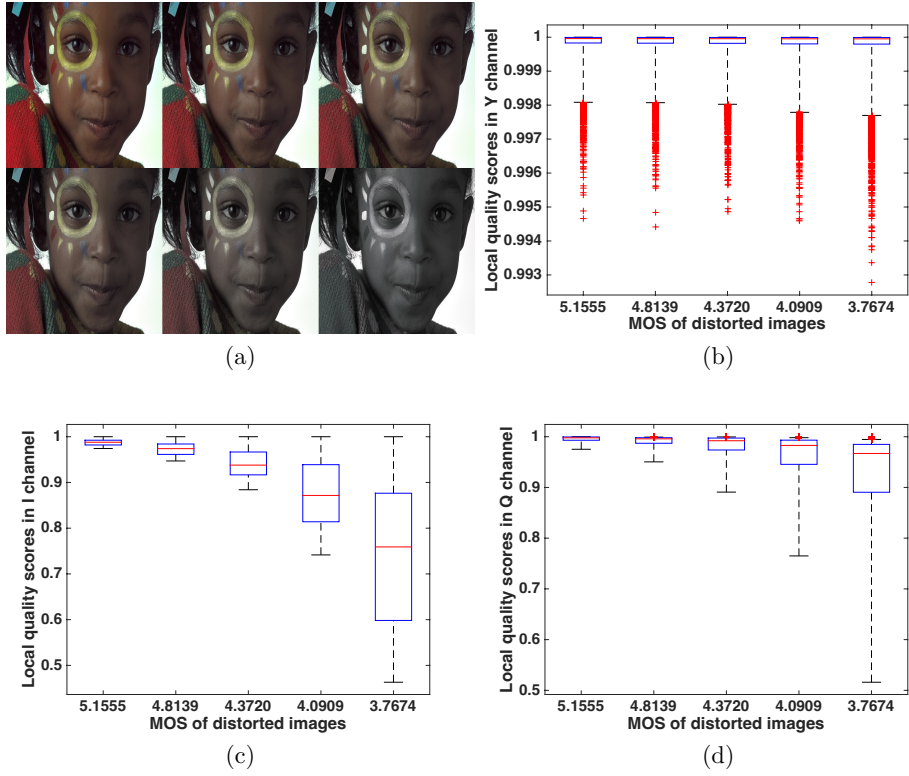 Local quality scores in Y channel
1
0.999
0.998
0.997
0.996
0.995
0.994
0.993
5.1555 4.8139 4.3720 4.0909 3.7674
MOS of distorted images
(a)
(b)
Local quality scores in I channel
1
0.9
0.8
0.7
0.6
0.5
5.1555 4.8139 4.3720 4.0909 3.7674
MOS of distorted images
(c)
Local quality scores in Q channel
1
0.9
0.8
0.7
0.6
0.5
5.1555 4.8139 4.3720 4.0909 3.7674
MOS of distorted images
(d)